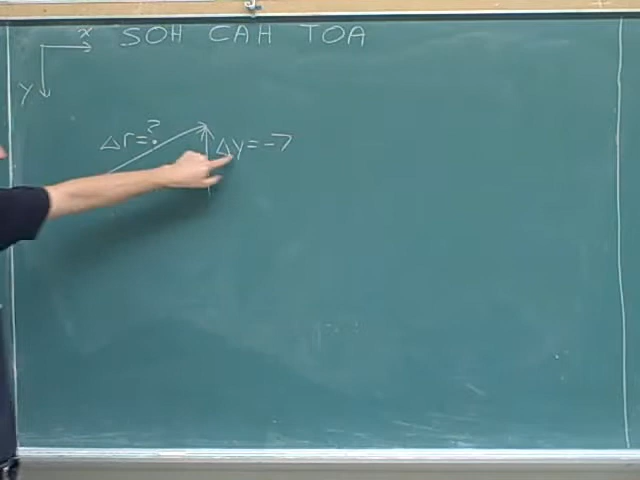 x SOH CAH TOA
y
Δr=?
Δy=-7